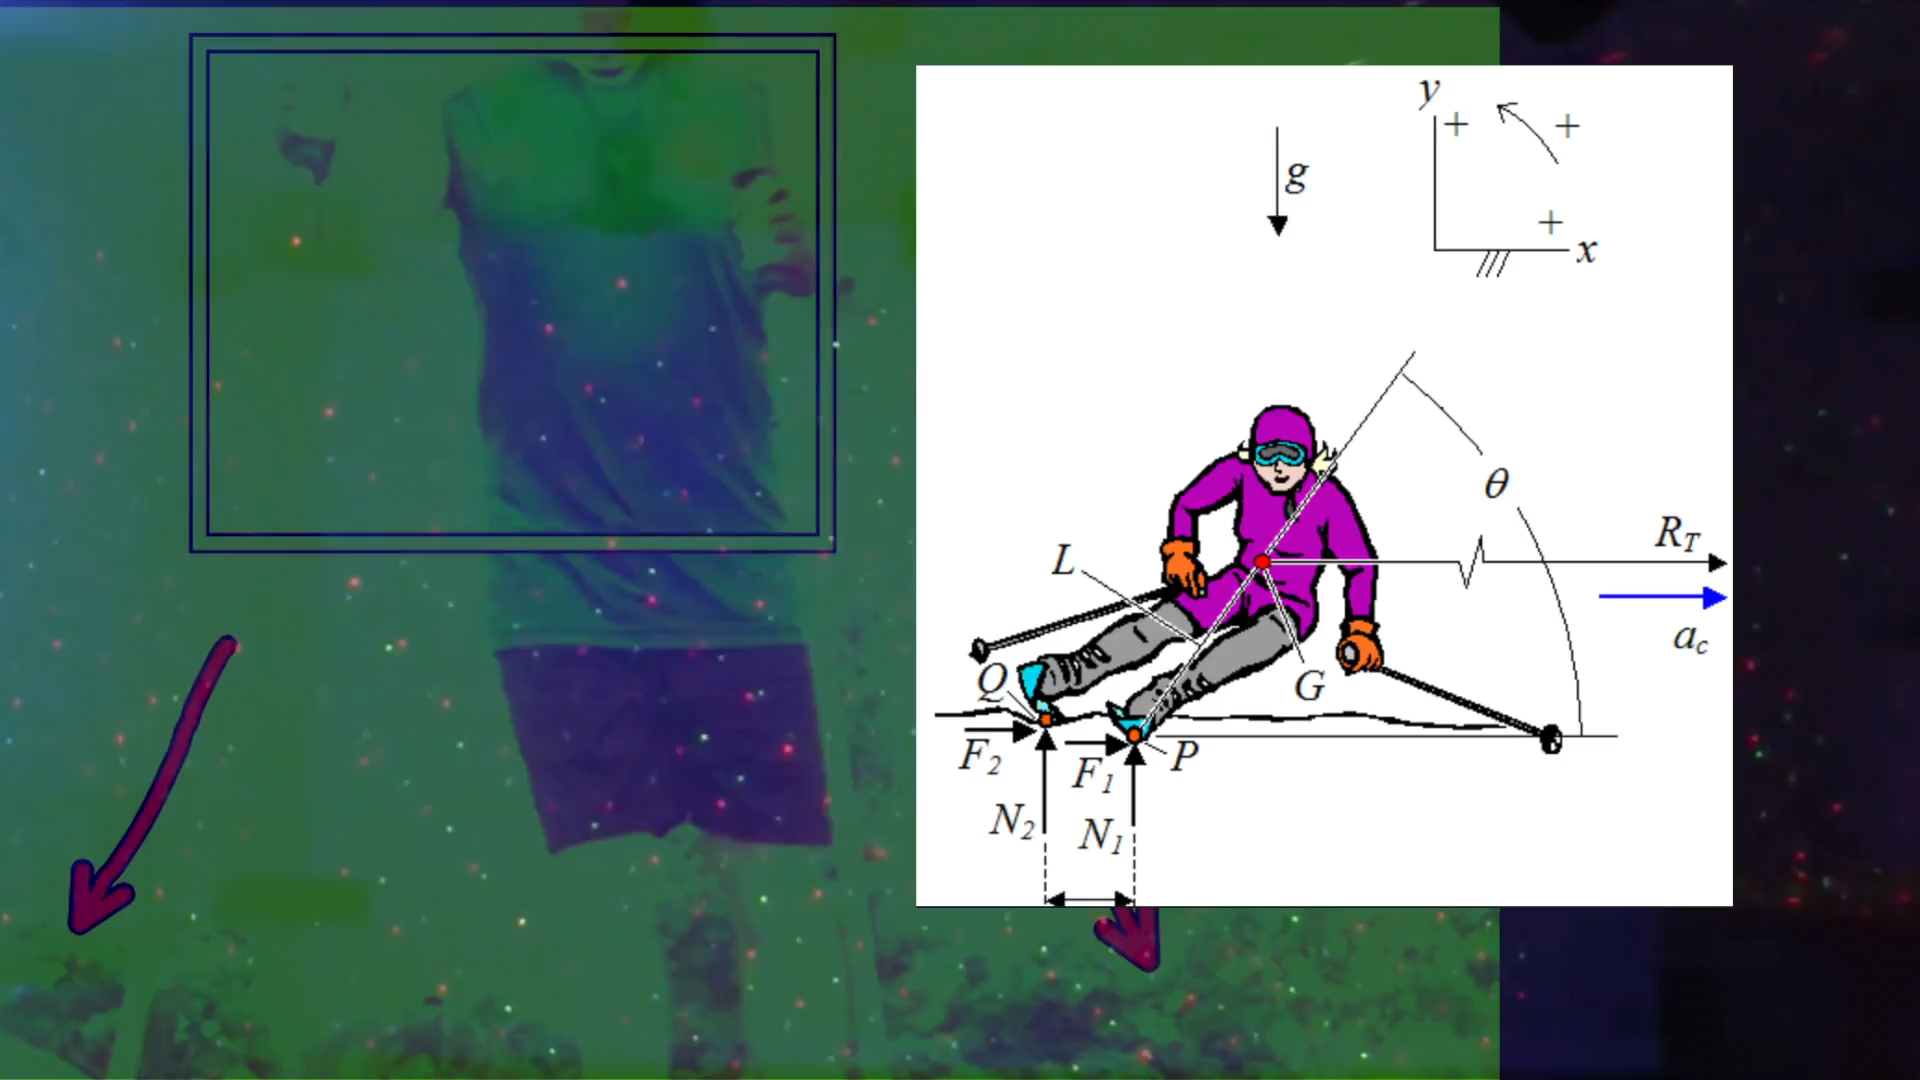 y
+
+
g
+
x
θ
R_T
L
a_c
Q
G
F_2
F_1
P
N_2
N_1